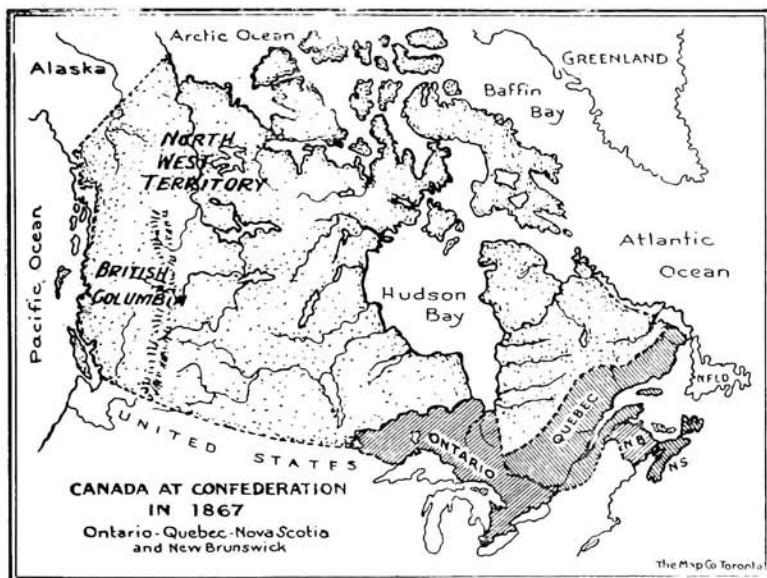 Arctic Ocean
GREENLAND
Alaska
Baffin
Bay
NORTH
WEST
TERRITORY
Atlantic
Ocean
Pacific Ocean
BRITISH
COLUMBIA
Hudson
Bay
NFLD
QUEBEC
UNITED STATES
ONTARIO
N.B.
NS
CANADA AT CONFEDERATION
IN 1867
Ontario-Quebec-Nova Scotia
and New Brunswick
The Map Co Toronto